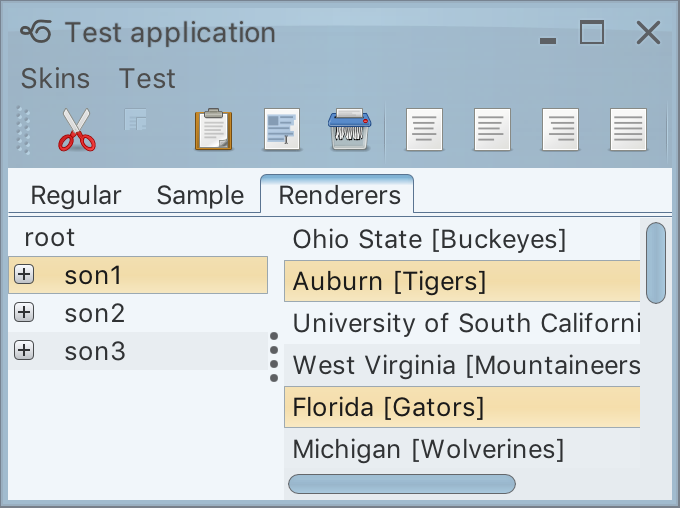 Test application
Skins Test
Regular Sample Renderers
root
son1
son2
son3
Ohio State [Buckeyes]
Auburn [Tigers]
University of South Californi
West Virginia [Mountaineers
Florida [Gators]
Michigan [Wolverines]